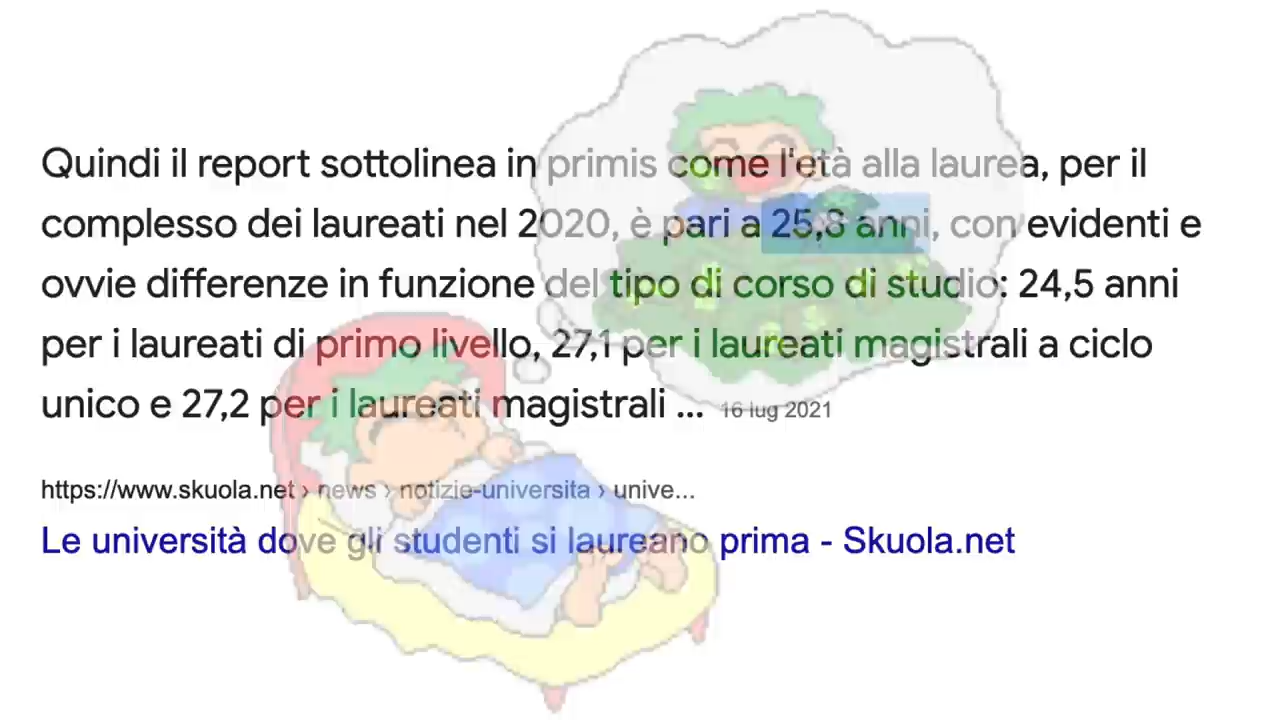 Quindi il report sottolinea in primis come l'età alla laurea, per il
complesso dei laureati nel 2020, è pari a 25,8 anni, con evidenti e
ovvie differenze in funzione del tipo di corso di studio: 24,5 anni
per i laureati di primo livello, 27,1 per i laureati magistrali a ciclo
unico e 27,2 per i laureati magistrali ... 16 lug 2021
https://www.skuola.net › news › notizie-universita › unive...
Le università dove gli studenti si laureano prima - Skuola.net